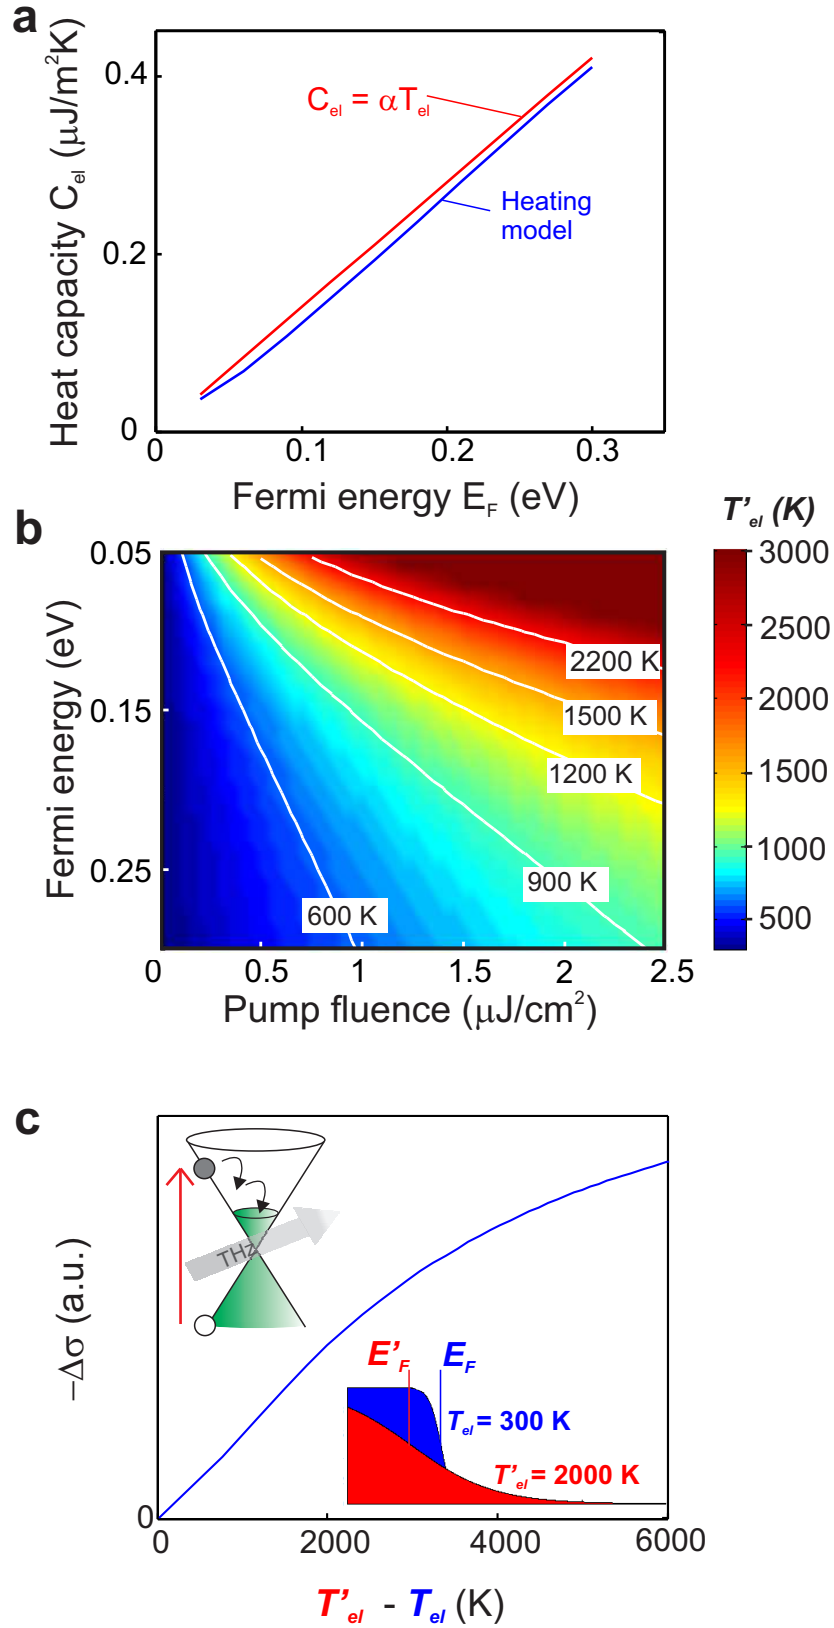 a
Heat capacity C_el (μJ/m²K)
0.4
0.2
0
C_el = αT_el
Heating
model
0
0.1
0.2
0.3
Fermi energy E_F (eV)
b
T'_el (K)
Fermi energy (eV)
0.05
0.15
0.25
2200 K
1500 K
1200 K
900 K
600 K
3000
2500
2000
1500
1000
500
0
0.5
1
1.5
2
2.5
Pump fluence (μJ/cm²)
c
−Δσ (a.u.)
THz
E'_F
E_F
T_el = 300 K
T'_el = 2000 K
0
0
2000
4000
6000
T'_el - T_el (K)